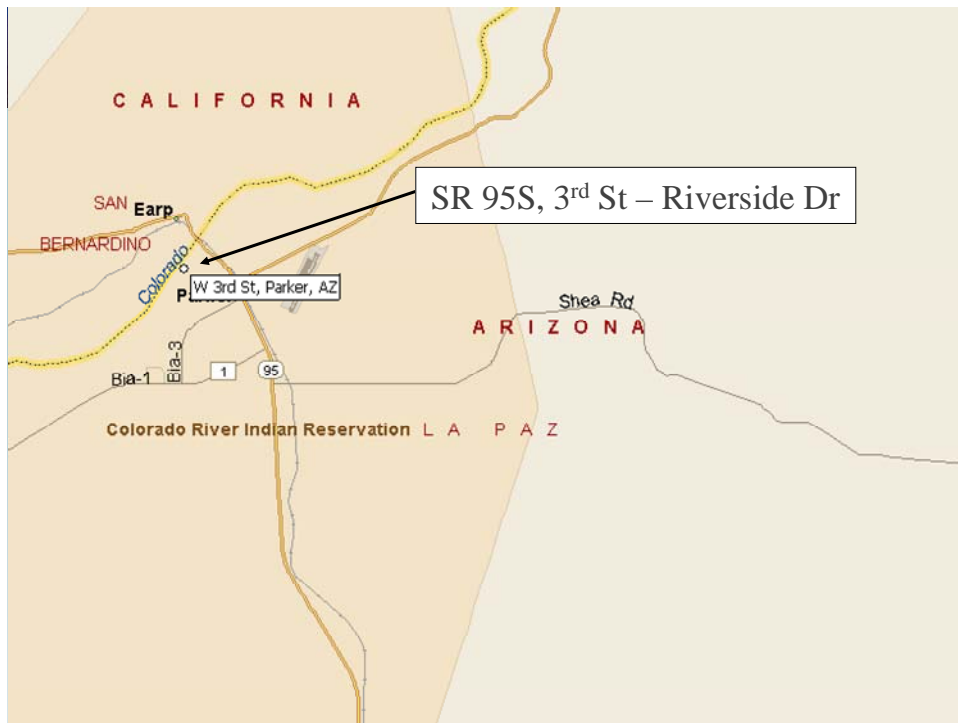 CALIFORNIA
SR 95S, 3rd St – Riverside Dr
SAN
Earp
BERNARDINO
Colorado
W 3rd St, Parker, AZ
Shea Rd
ARIZONA
Bia-3
1
95
Bia-1
Colorado River Indian Reservation
LA PAZ